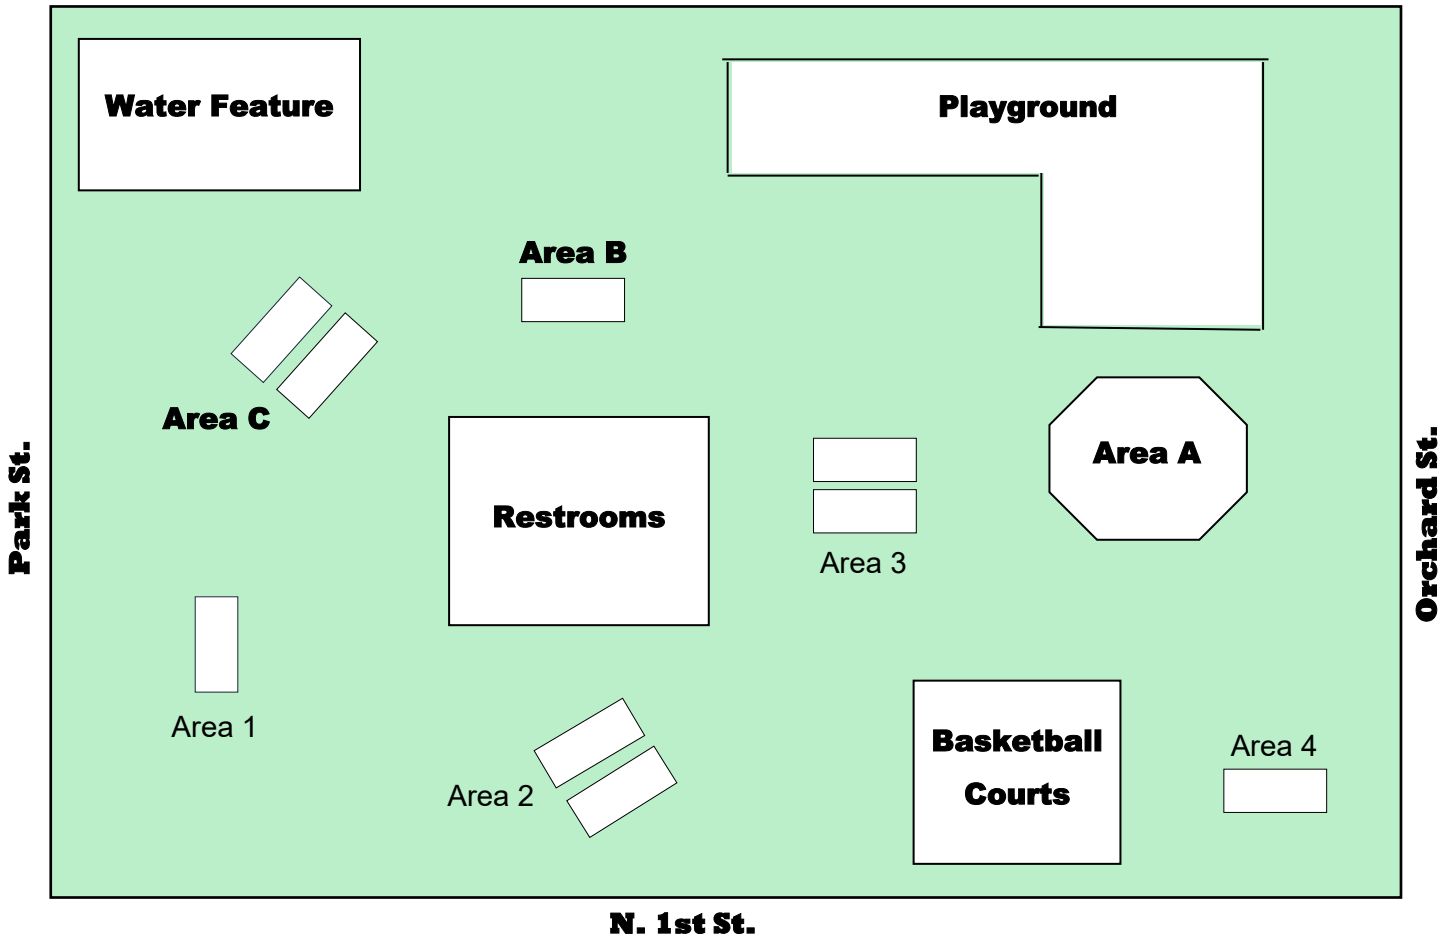 Water Feature
Playground
Area B
Area C
Area A
Restrooms
Park St.
Orchard St.
Area 3
Area 1
Basketball
Courts
Area 4
Area 2
N. 1st St.